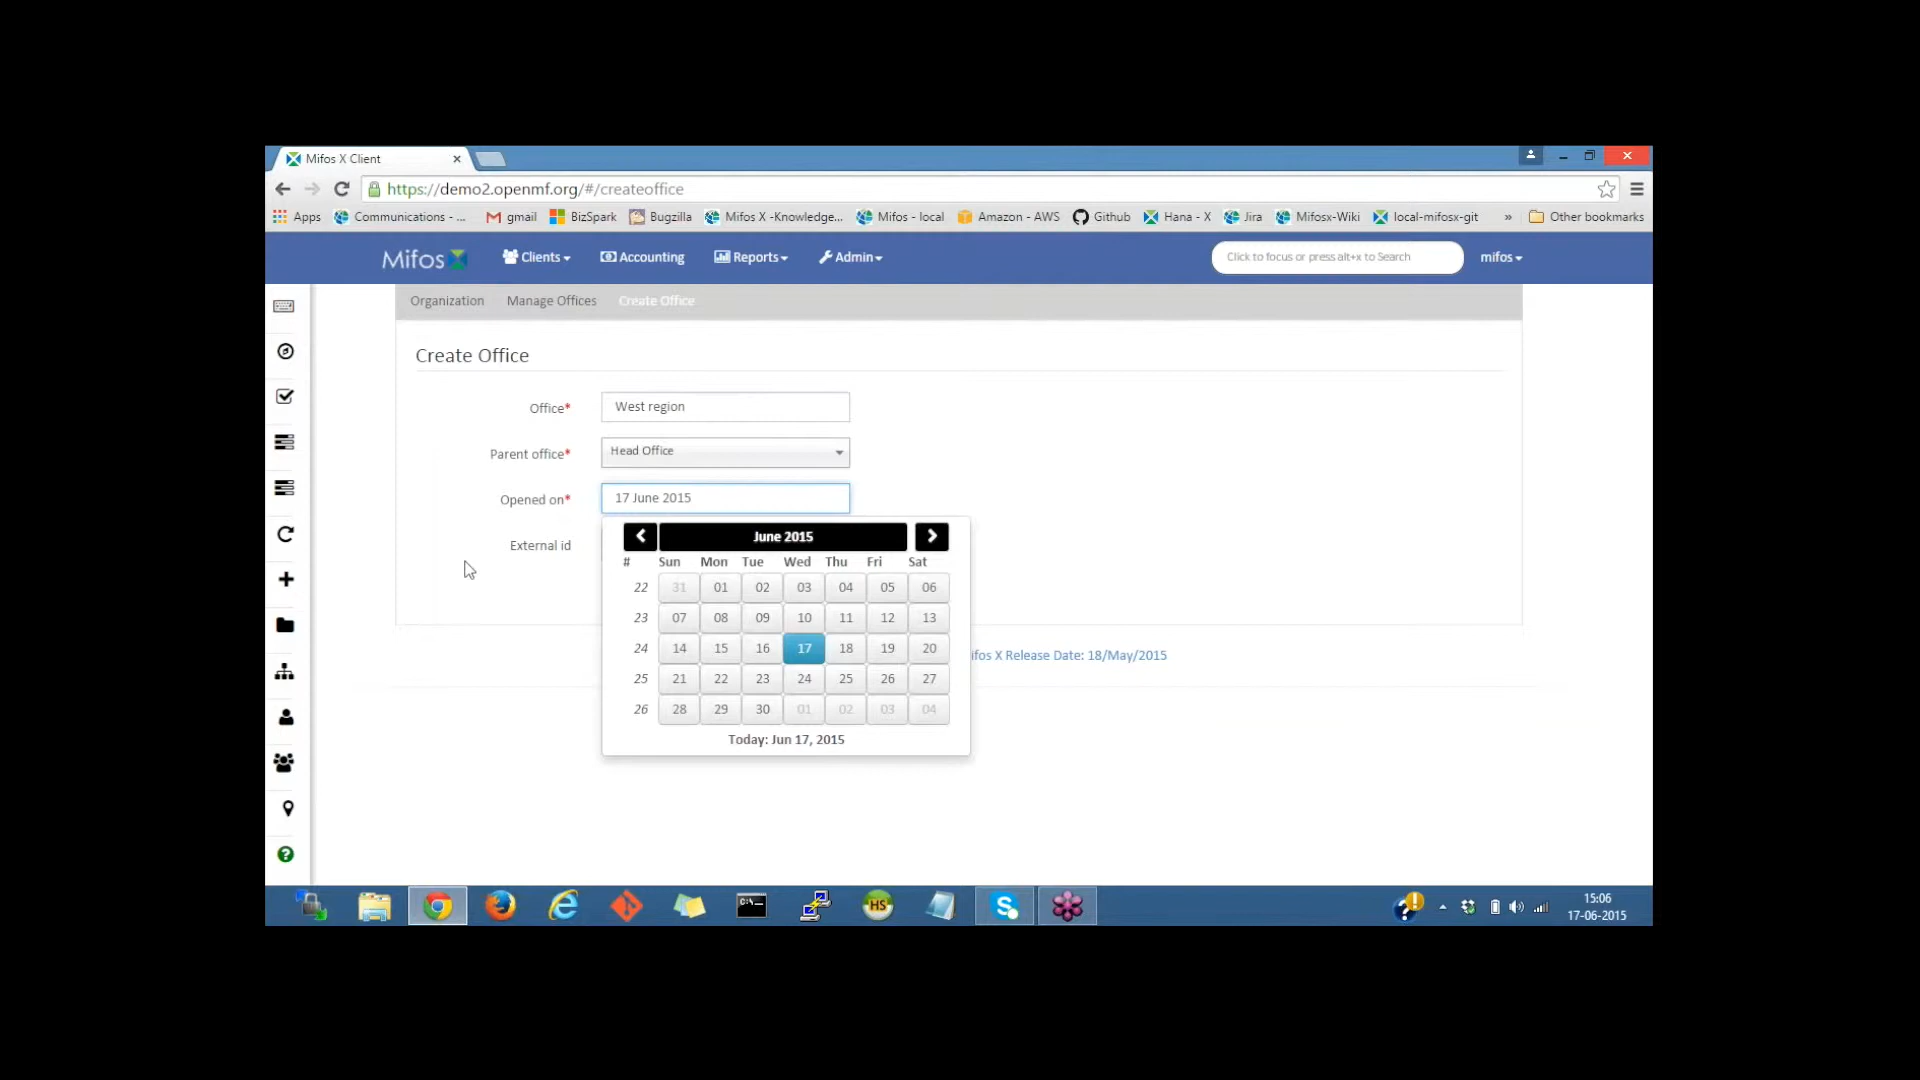 Mifos X Client
https://demo2.openmf.org/#/createoffice
Apps Communications - ... gmail BizSpark Bugzilla Mifos X -Knowledge... Mifos - local Amazon - AWS Github Hana - X Jira Mifosx-Wiki local-mifosx-git » Other bookmarks
Mifos Clients Accounting Reports Admin Click to focus or press alt+x to Search mifos
Organization Manage Offices Create Office
Create Office
Office* West region
Parent office* Head Office
Opened on* 17 June 2015
External id
June 2015
# Sun Mon Tue Wed Thu Fri Sat
22 31 01 02 03 04 05 06
23 07 08 09 10 11 12 13
24 14 15 16 17 18 19 20
ifos X Release Date: 18/May/2015
25 21 22 23 24 25 26 27
26 28 29 30 01 02 03 04
Today: Jun 17, 2015
C:\
HS
15:06
17-06-2015